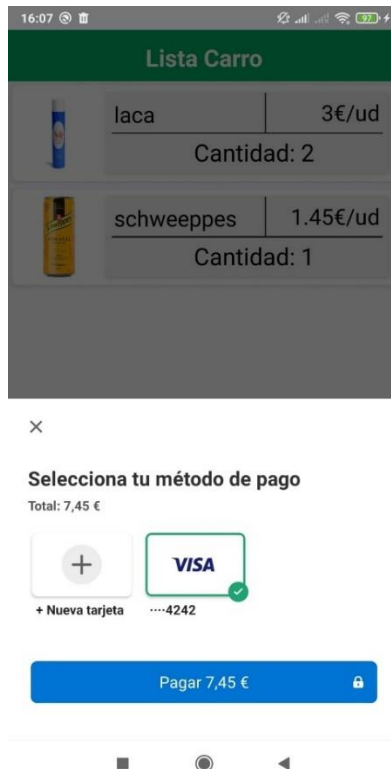 16:07
97
Lista Carro
laca 3€/ud
Cantidad: 2
schweeppes 1.45€/ud
Cantidad: 1
Selecciona tu método de pago
Total: 7,45 €
VISA
+ Nueva tarjeta ····4242
Pagar 7,45 €